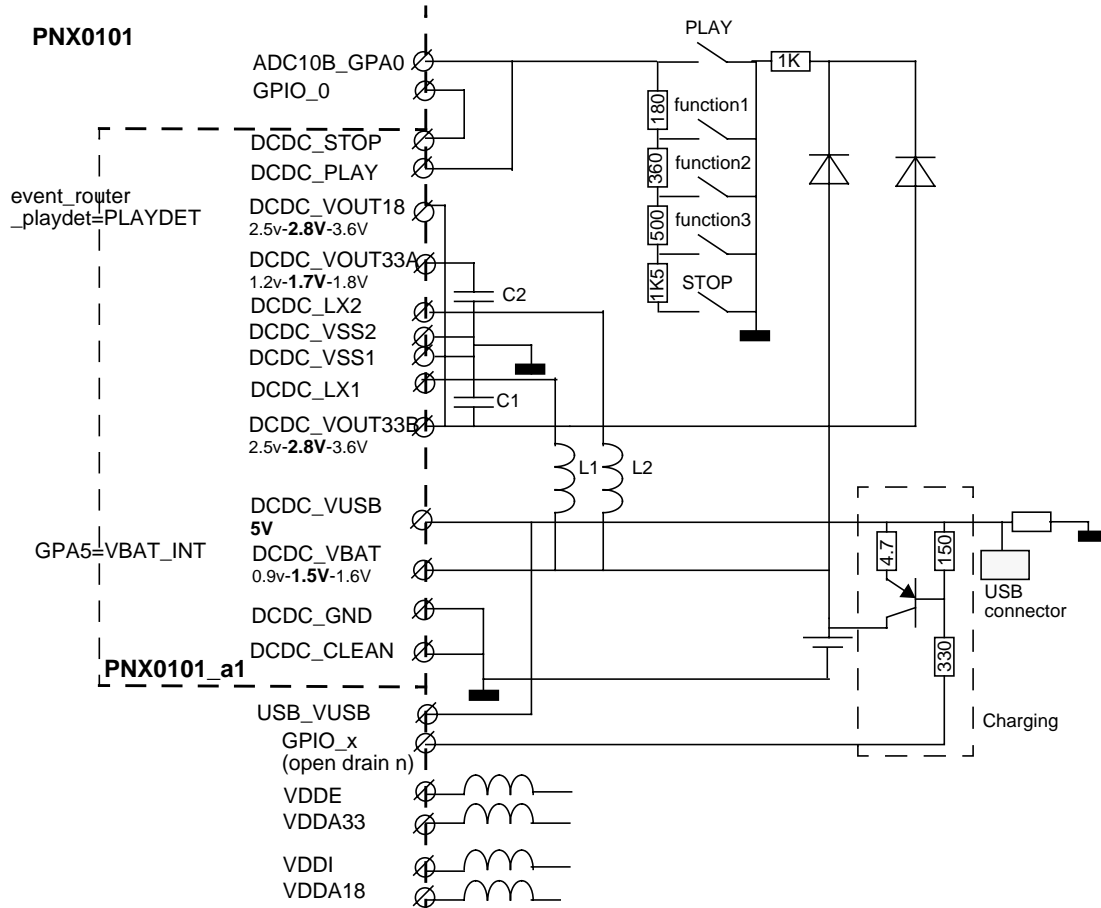 PNX0101
PLAY
ADC10B_GPA0
1K
GPIO_0
180
function1
DCDC_STOP
DCDC_PLAY
360
function2
event_router
_playdet=PLAYDET
DCDC_VOUT18
2.5v-2.8V-3.6V
500
function3
DCDC_VOUT33A
1.2v-1.7V-1.8V
1K5
STOP
C2
DCDC_LX2
DCDC_VSS2
DCDC_VSS1
DCDC_LX1
C1
DCDC_VOUT33B
2.5v-2.8V-3.6V
L1
L2
DCDC_VUSB
5V
GPA5=VBAT_INT
DCDC_VBAT
0.9v-1.5V-1.6V
4.7
150
USB
connector
DCDC_GND
DCDC_CLEAN
330
PNX0101_a1
USB_VUSB
Charging
GPIO_x
(open drain n)
VDDE
VDDA33
VDDI
VDDA18